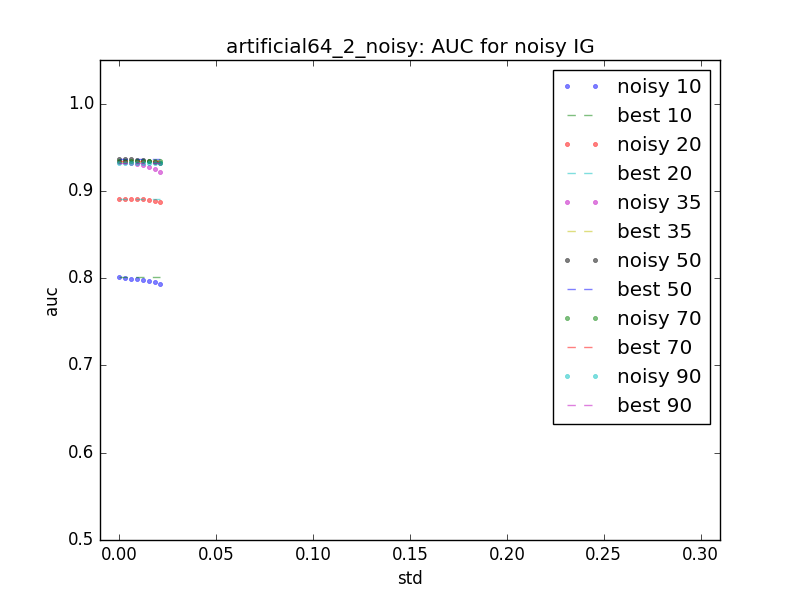 artificial64_2_noisy: AUC for noisy IG
noisy 10
best 10
noisy 20
best 20
noisy 35
best 35
noisy 50
best 50
noisy 70
best 70
noisy 90
best 90
1.0
0.9
0.8
0.7
0.6
0.5
auc
0.00 0.05 0.10 0.15 0.20 0.25 0.30
std